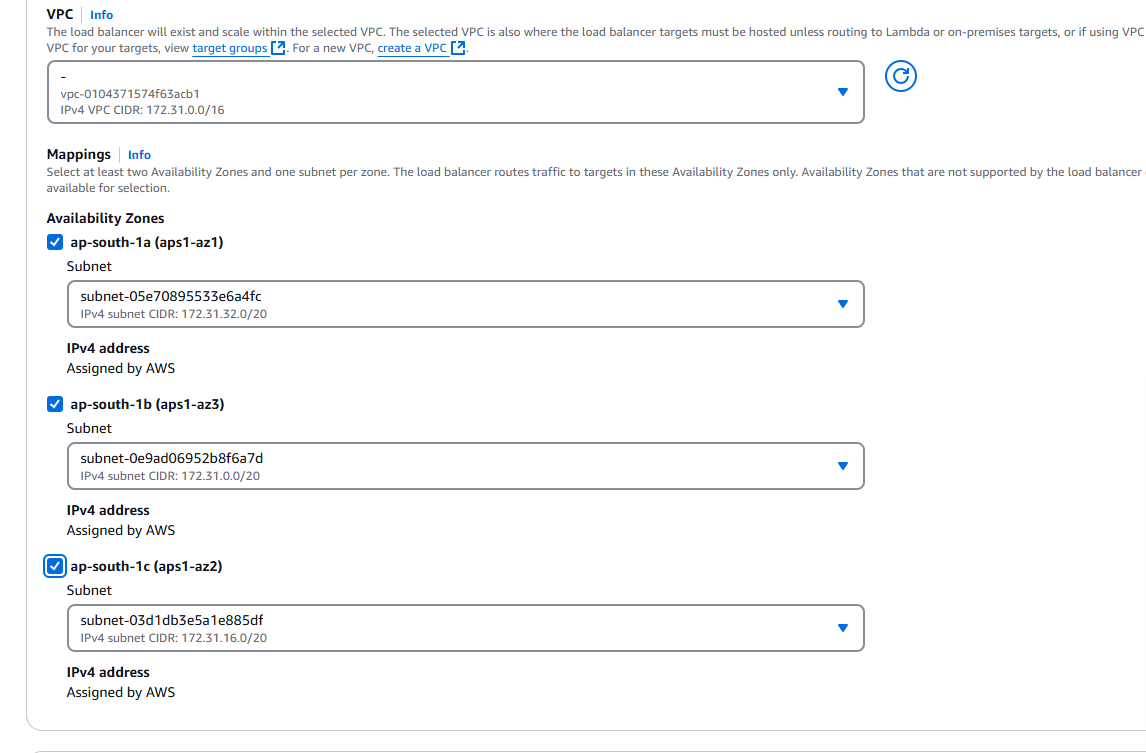 VPC Info
The load balancer will exist and scale within the selected VPC. The selected VPC is also where the load balancer targets must be hosted unless routing to Lambda or on-premises targets, or if using VPC
VPC for your targets, view target groups. For a new VPC, create a VPC.
-
vpc-0104371574f63acb1
IPv4 VPC CIDR: 172.31.0.0/16
Mappings Info
Select at least two Availability Zones and one subnet per zone. The load balancer routes traffic to targets in these Availability Zones only. Availability Zones that are not supported by the load balancer
available for selection.
Availability Zones
ap-south-1a (aps1-az1)
Subnet
subnet-05e70895533e6a4fc
IPv4 subnet CIDR: 172.31.32.0/20
IPv4 address
Assigned by AWS
ap-south-1b (aps1-az3)
Subnet
subnet-0e9ad06952b8f6a7d
IPv4 subnet CIDR: 172.31.0.0/20
IPv4 address
Assigned by AWS
ap-south-1c (aps1-az2)
Subnet
subnet-03d1db3e5a1e885df
IPv4 subnet CIDR: 172.31.16.0/20
IPv4 address
Assigned by AWS